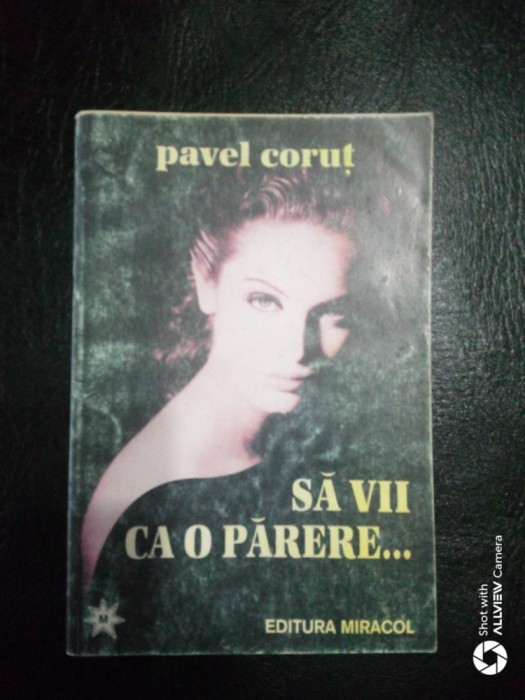 pavel coruț
SĂ VII
CA O PĂRERE...
M
EDITURA MIRACOL
Shot with
ALLVIEW Camera